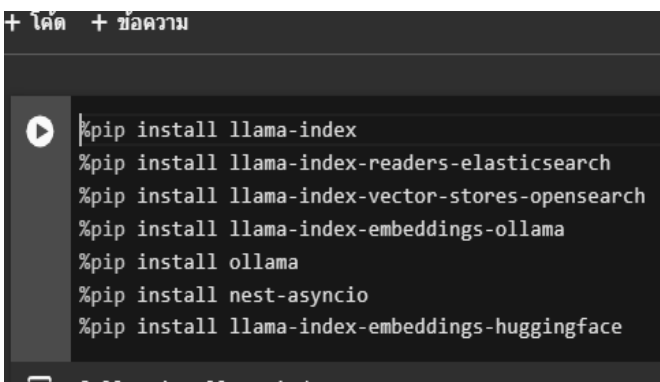 + โค้ด + ข้อความ
%pip install llama-index
%pip install llama-index-readers-elasticsearch
%pip install llama-index-vector-stores-opensearch
%pip install llama-index-embeddings-ollama
%pip install ollama
%pip install nest-asyncio
%pip install llama-index-embeddings-huggingface